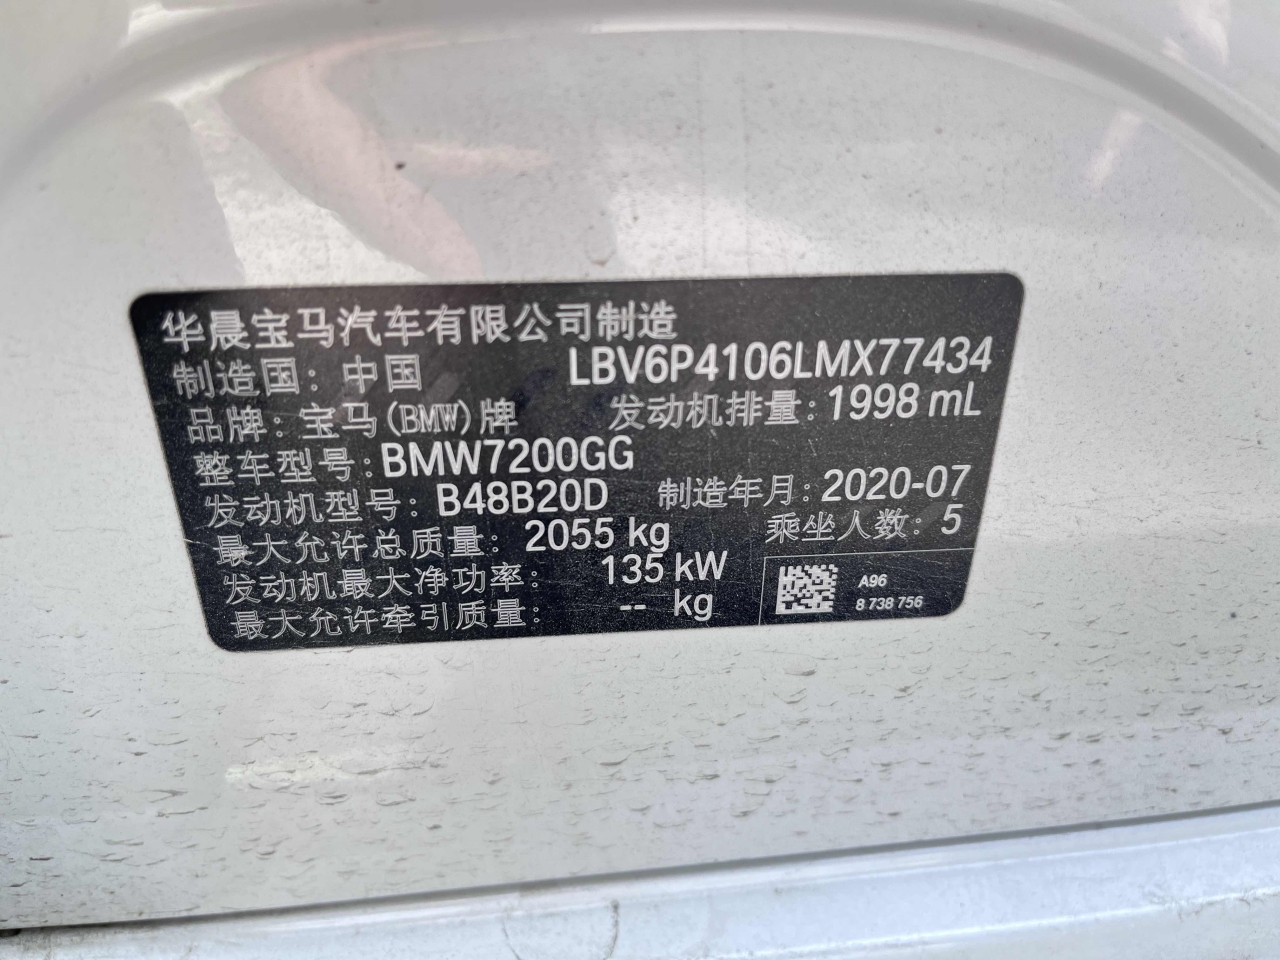 华晨宝马汽车有限公司制造
制造国：中国 LBV6P4106LMX77434
品牌：宝马(BMW)牌 发动机排量：1998 mL
整车型号：BMW7200GG
发动机型号：B48B20D 制造年月：2020-07
最大允许总质量：2055 kg 乘坐人数：5
发动机最大净功率：135 kW
最大允许牵引质量：-- kg
A96
8 738 756